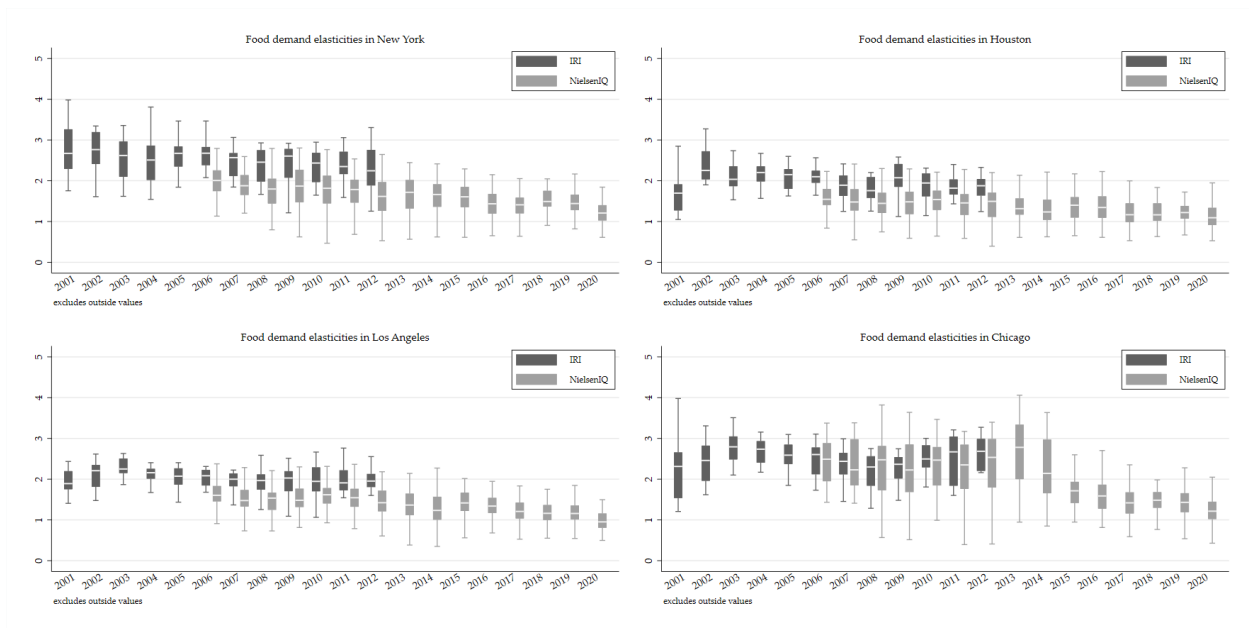 Food demand elasticities in New York
IRI
NielsenIQ
5
4
3
2
1
0
2001 2002 2003 2004 2005 2006 2007 2008 2009 2010 2011 2012 2013 2014 2015 2016 2017 2018 2019 2020
excludes outside values
Food demand elasticities in Houston
IRI
NielsenIQ
5
4
3
2
1
0
2001 2002 2003 2004 2005 2006 2007 2008 2009 2010 2011 2012 2013 2014 2015 2016 2017 2018 2019 2020
excludes outside values
Food demand elasticities in Los Angeles
IRI
NielsenIQ
5
4
3
2
1
0
2001 2002 2003 2004 2005 2006 2007 2008 2009 2010 2011 2012 2013 2014 2015 2016 2017 2018 2019 2020
excludes outside values
Food demand elasticities in Chicago
IRI
NielsenIQ
5
4
3
2
1
0
2001 2002 2003 2004 2005 2006 2007 2008 2009 2010 2011 2012 2013 2014 2015 2016 2017 2018 2019 2020
excludes outside values